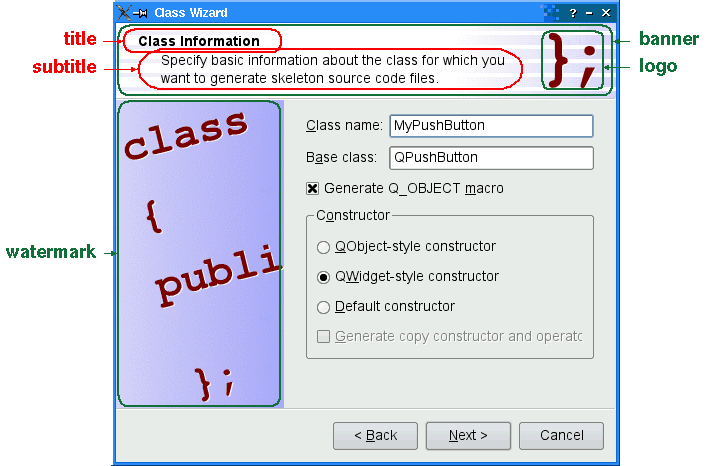 Class Wizard
title
Class Information
banner
subtitle
Specify basic information about the class for which you
want to generate skeleton source code files.
};
logo
class
{
publi
};
watermark
Class name: MyPushButton
Base class: QPushButton
Generate Q_OBJECT macro
Constructor
QObject-style constructor
QWidget-style constructor
Default constructor
Generate copy constructor and operato
< Back
Next >
Cancel